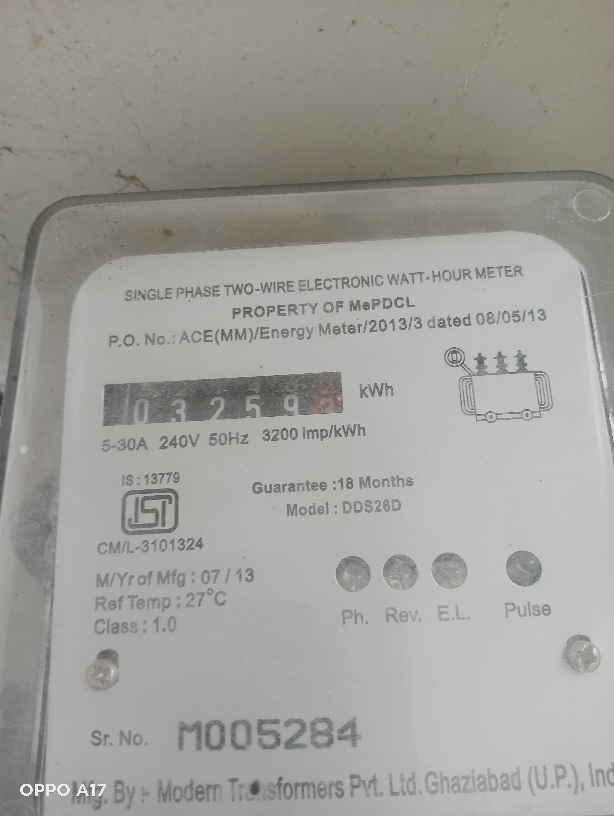 SINGLE PHASE TWO-WIRE ELECTRONIC WATT-HOUR METER
PROPERTY OF MePDCL
P.O. No.: ACE(MM)/Energy Meter/2013/3 dated 08/05/13
03259 kWh
5-30A 240V 50Hz 3200 imp/kWh
IS : 13779
ISI
CM/L-3101324
Guarantee :18 Months
Model : DDS26D
M/Yr of Mfg : 07 / 13
Ref Temp : 27°C
Class : 1.0
Ph. Rev. E.L. Pulse
Sr. No. M005284
Mfg. By :- Modern Transformers Pvt. Ltd. Ghaziabad (U.P.), Ind
OPPO A17